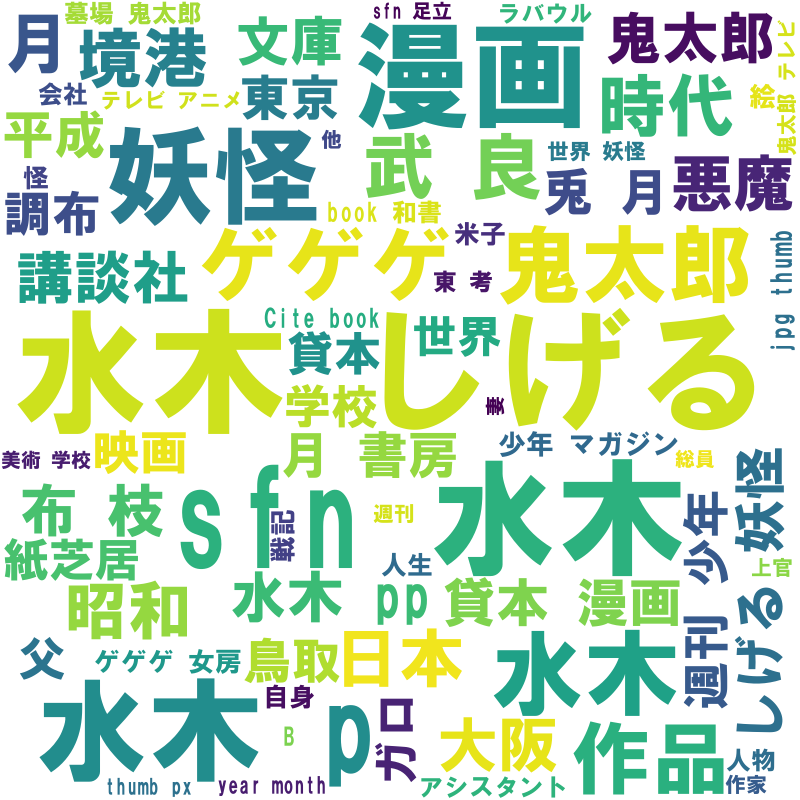 墓場 鬼太郎
sfn 足立
ラバウル
月
境港
文庫
漫画
鬼太郎
鬼太郎 テレビ
会社
テレビ アニメ
東京
時代
絵
平成
妖怪
他
武 良
世界 妖怪
怪
悪魔
調布
book 和書
兎 月
米子
講談社
ゲゲゲ 鬼太郎
東 考
jpg thumb
Cite book
世界
水木しげる
貸本
学校
妻
美術 学校
映画
月 書房
少年 マガジン
総員
妖怪
布 枝
sfn
水木
戦記
週刊
週刊 少年
紙芝居
人生
上官
昭和
水木 pp
貸本 漫画
しげる
父
ゲゲゲ 女房
鳥取
日本
水木
水木 p
自身
ガロ
B
大阪
作品
人物
thumb px
year month
アシスタント
作家